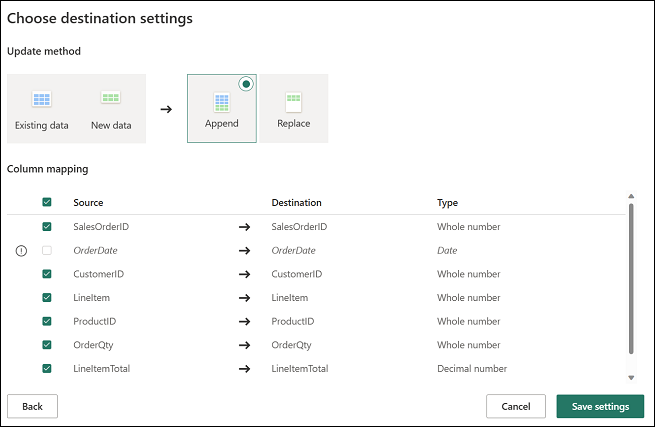 Choose destination settings
Update method
Existing data New data → Append Replace
Column mapping
Source Destination Type
SalesOrderID → SalesOrderID Whole number
OrderDate → OrderDate Date
CustomerID → CustomerID Whole number
LineItem → LineItem Whole number
ProductID → ProductID Whole number
OrderQty → OrderQty Whole number
LineItemTotal → LineItemTotal Decimal number
Back Cancel Save settings